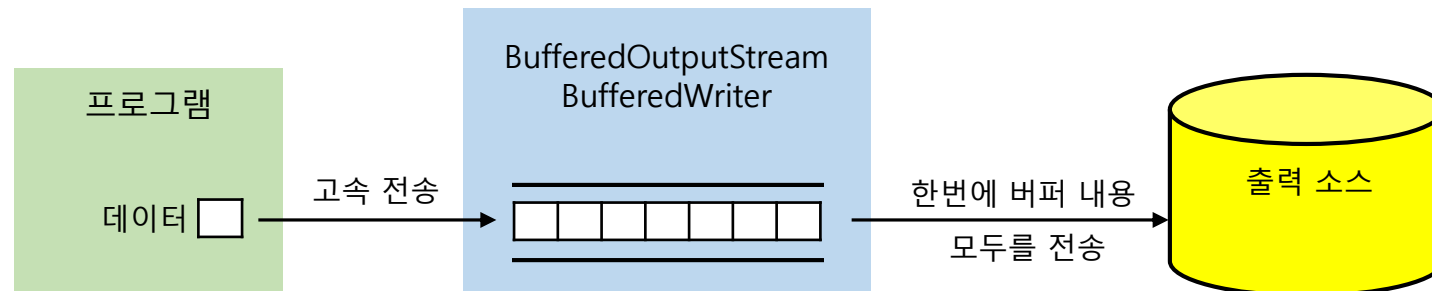 프로그램
데이터
고속 전송
BufferedOutputStream
BufferedWriter
한번에 버퍼 내용
모두를 전송
출력 소스